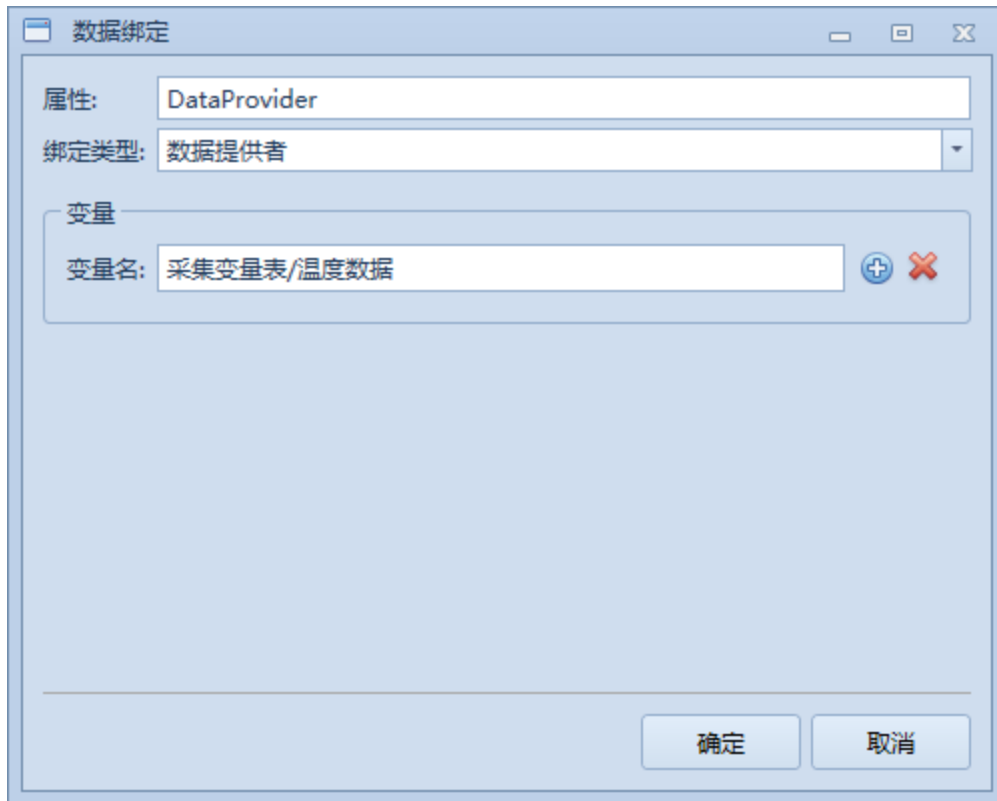 数据绑定
属性: DataProvider
绑定类型: 数据提供者
变量
变量名: 采集变量表/温度数据
确定 取消